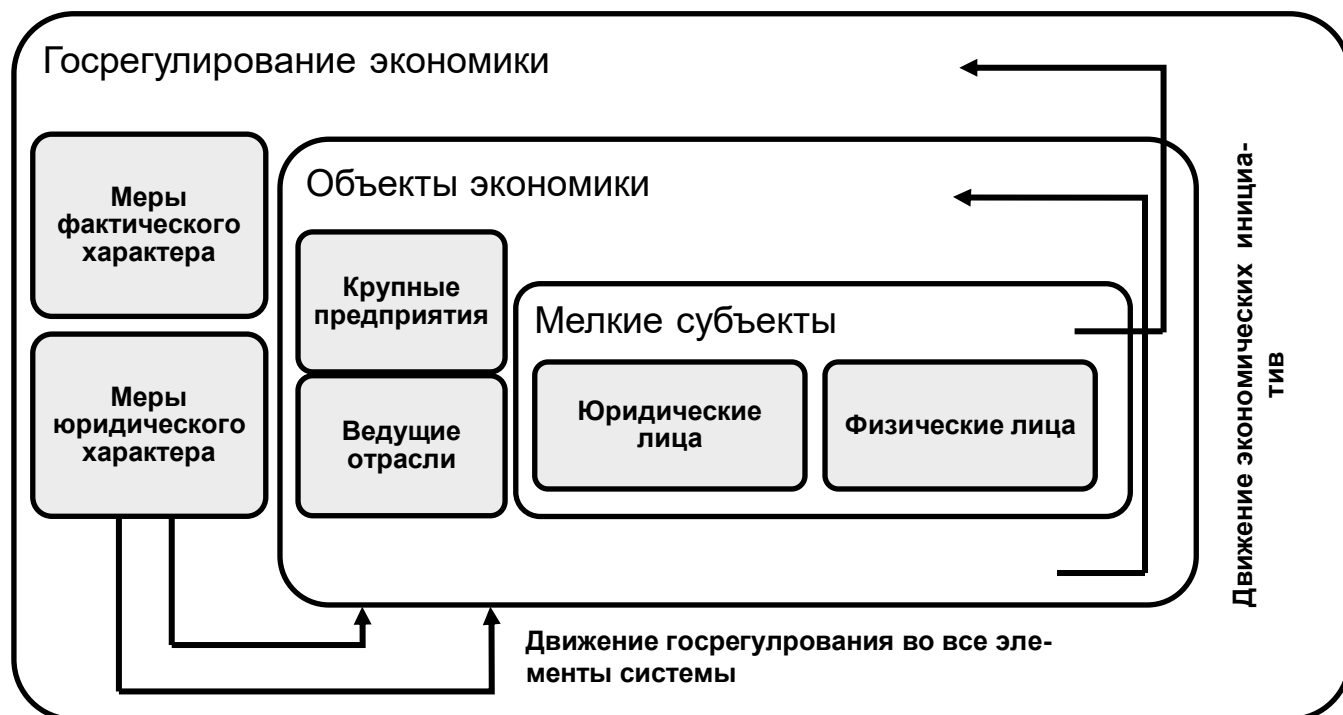 Госрегулирование экономики
Меры
фактического
характера
Меры
юридического
характера
Объекты экономики
Крупные
предприятия
Ведущие
отрасли
Мелкие субъекты
Юридические
лица
Физические лица
Движение госрегулрования во все эле-
менты системы
Движение экономических инициа-
тив